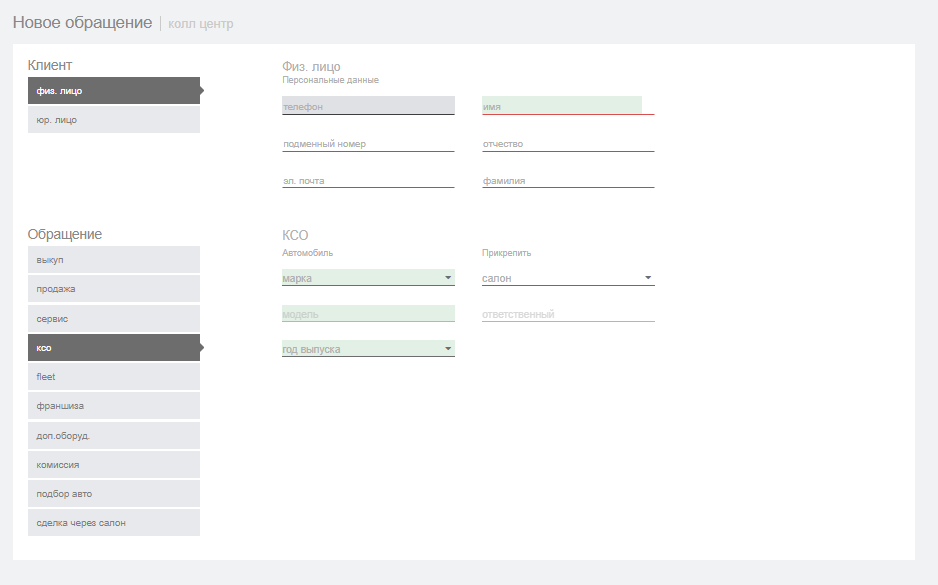 Новое обращение | колл центр
Клиент
физ. лицо
юр. лицо
Физ. лицо
Персональные данные
телефон
имя
подменный номер
отчество
эл. почта
фамилия
Обращение
выкуп
продажа
сервис
ксо
fleet
франшиза
доп.оборуд.
комиссия
подбор авто
сделка через салон
КСО
Автомобиль
Прикрепить
марка
салон
модель
ответственный
год выпуска